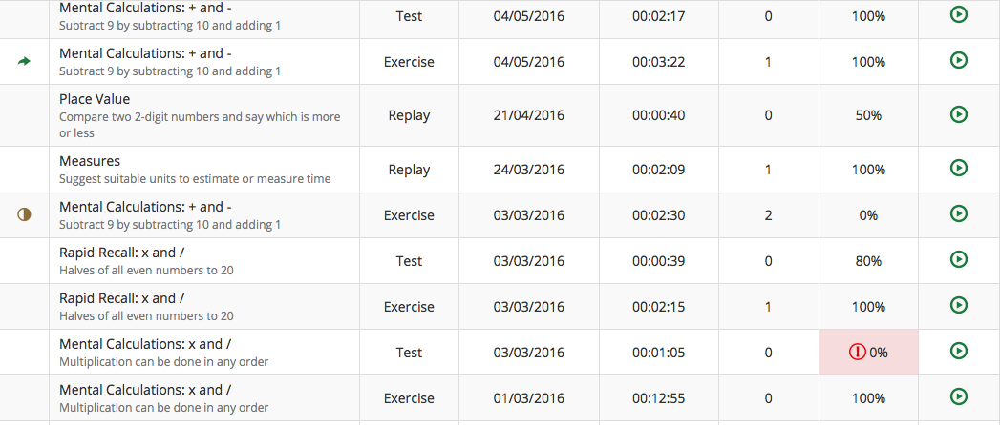 Mental Calculations: + and -
Subtract 9 by subtracting 10 and adding 1
Test 04/05/2016 00:02:17 0 100%
Mental Calculations: + and -
Subtract 9 by subtracting 10 and adding 1
Exercise 04/05/2016 00:03:22 1 100%
Place Value
Compare two 2-digit numbers and say which is more
or less
Replay 21/04/2016 00:00:40 0 50%
Measures
Suggest suitable units to estimate or measure time
Replay 24/03/2016 00:02:09 1 100%
Mental Calculations: + and -
Subtract 9 by subtracting 10 and adding 1
Exercise 03/03/2016 00:02:30 2 0%
Rapid Recall: x and /
Halves of all even numbers to 20
Test 03/03/2016 00:00:39 0 80%
Rapid Recall: x and /
Halves of all even numbers to 20
Exercise 03/03/2016 00:02:15 1 100%
Mental Calculations: x and /
Multiplication can be done in any order
Test 03/03/2016 00:01:05 0 0%
Mental Calculations: x and /
Multiplication can be done in any order
Exercise 01/03/2016 00:12:55 0 100%